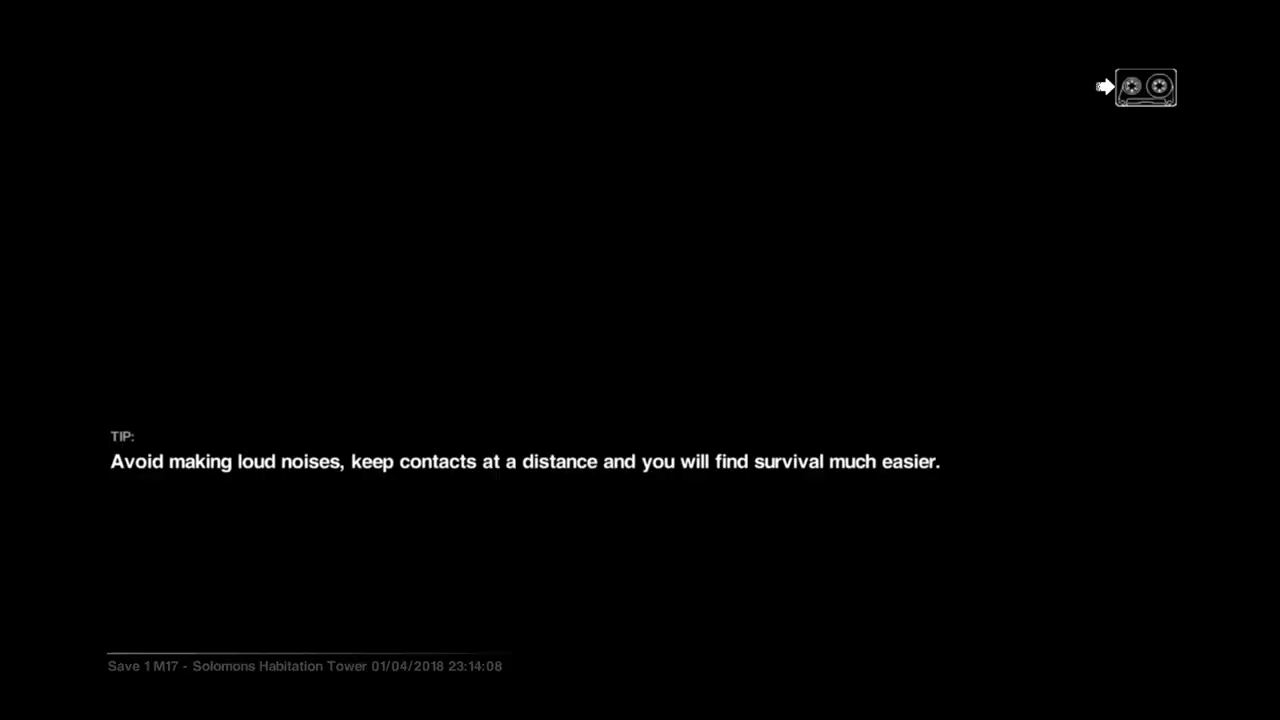 TIP:
Avoid making loud noises, keep contacts at a distance and you will find survival much easier.
Save 1 M17 - Solomons Habitation Tower 01/04/2018 23:14:08